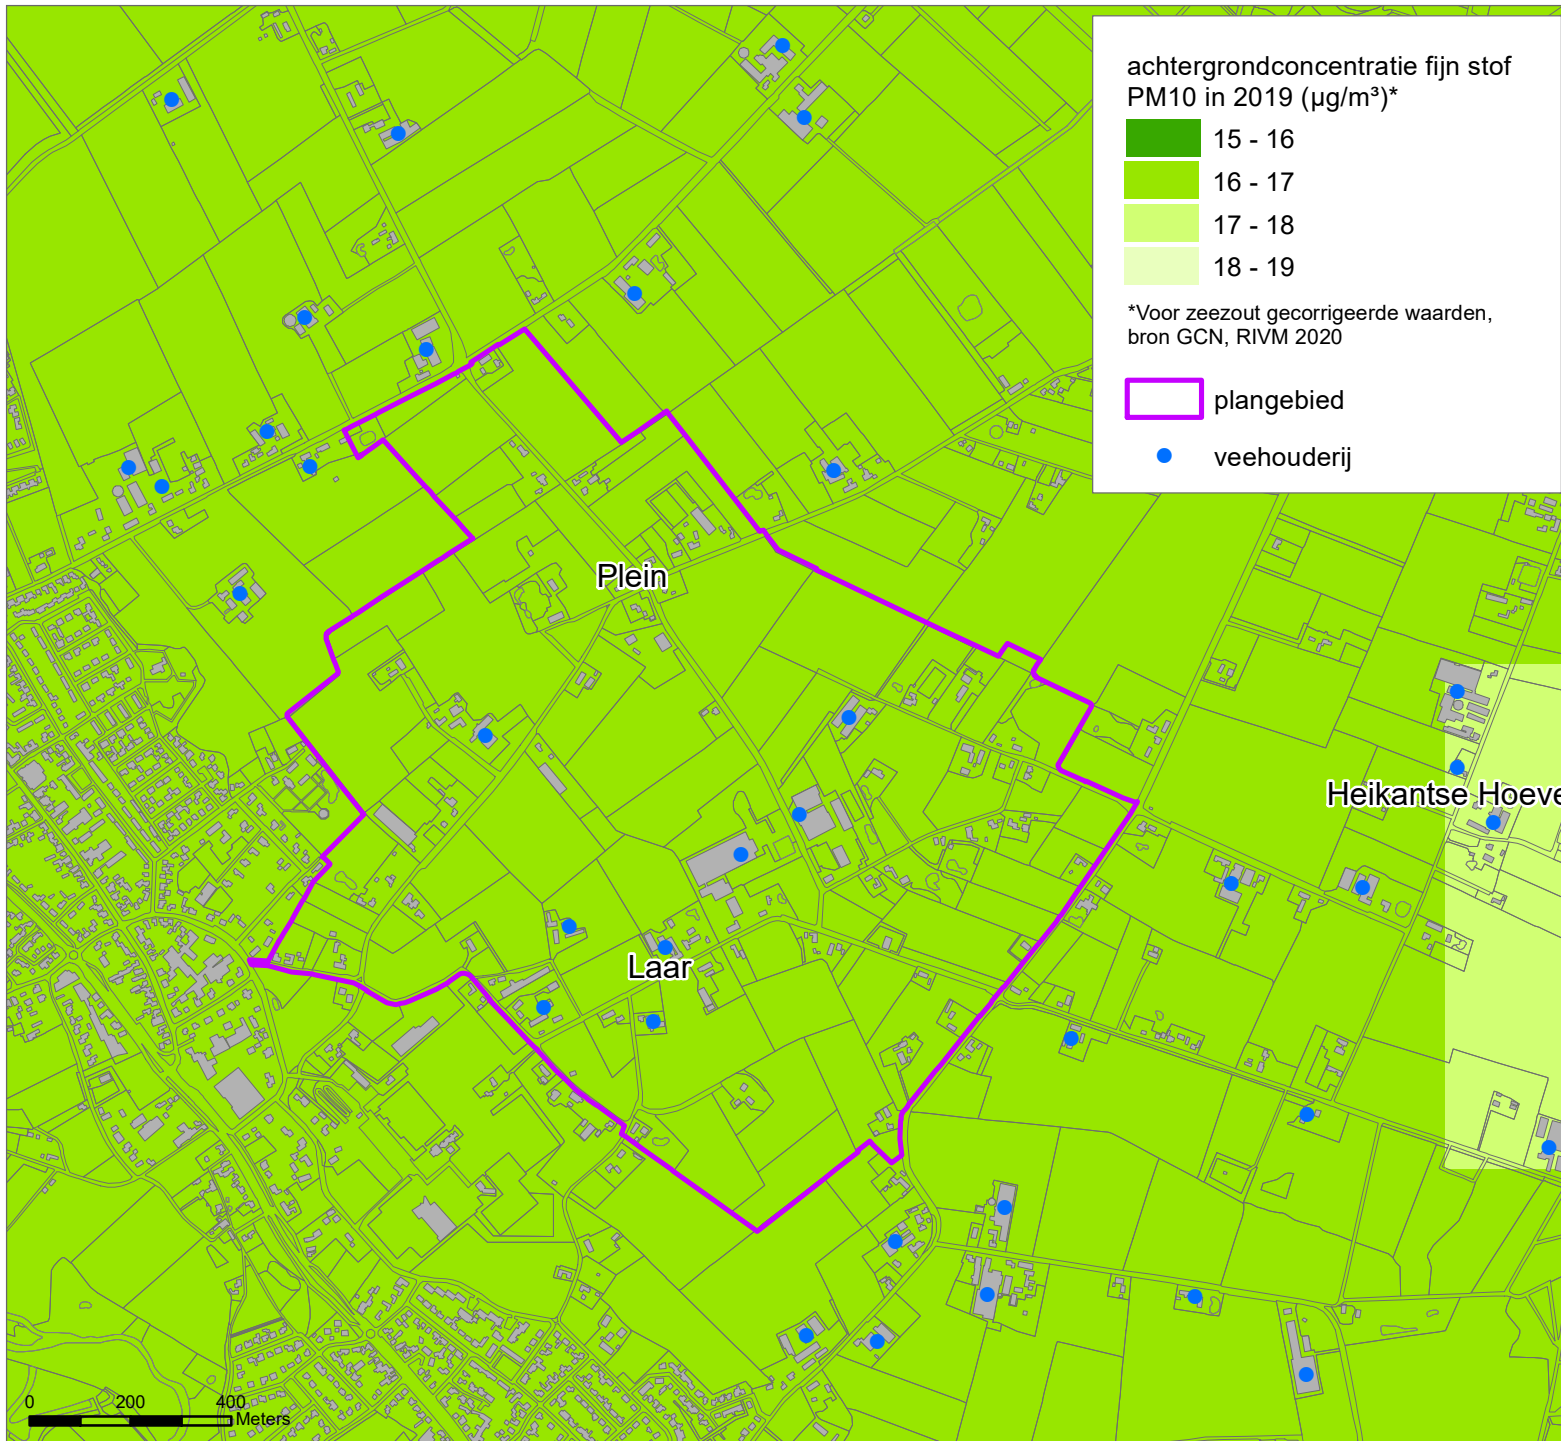 achtergrondconcentratie fijn stof
PM10 in 2019 (µg/m³)*
15 - 16
16 - 17
17 - 18
18 - 19
*Voor zeezout gecorrigeerde waarden,
bron GCN, RIVM 2020
plangebied
veehouderij
Plein
Heikantse Hoeve
Laar
0 200 400
Meters